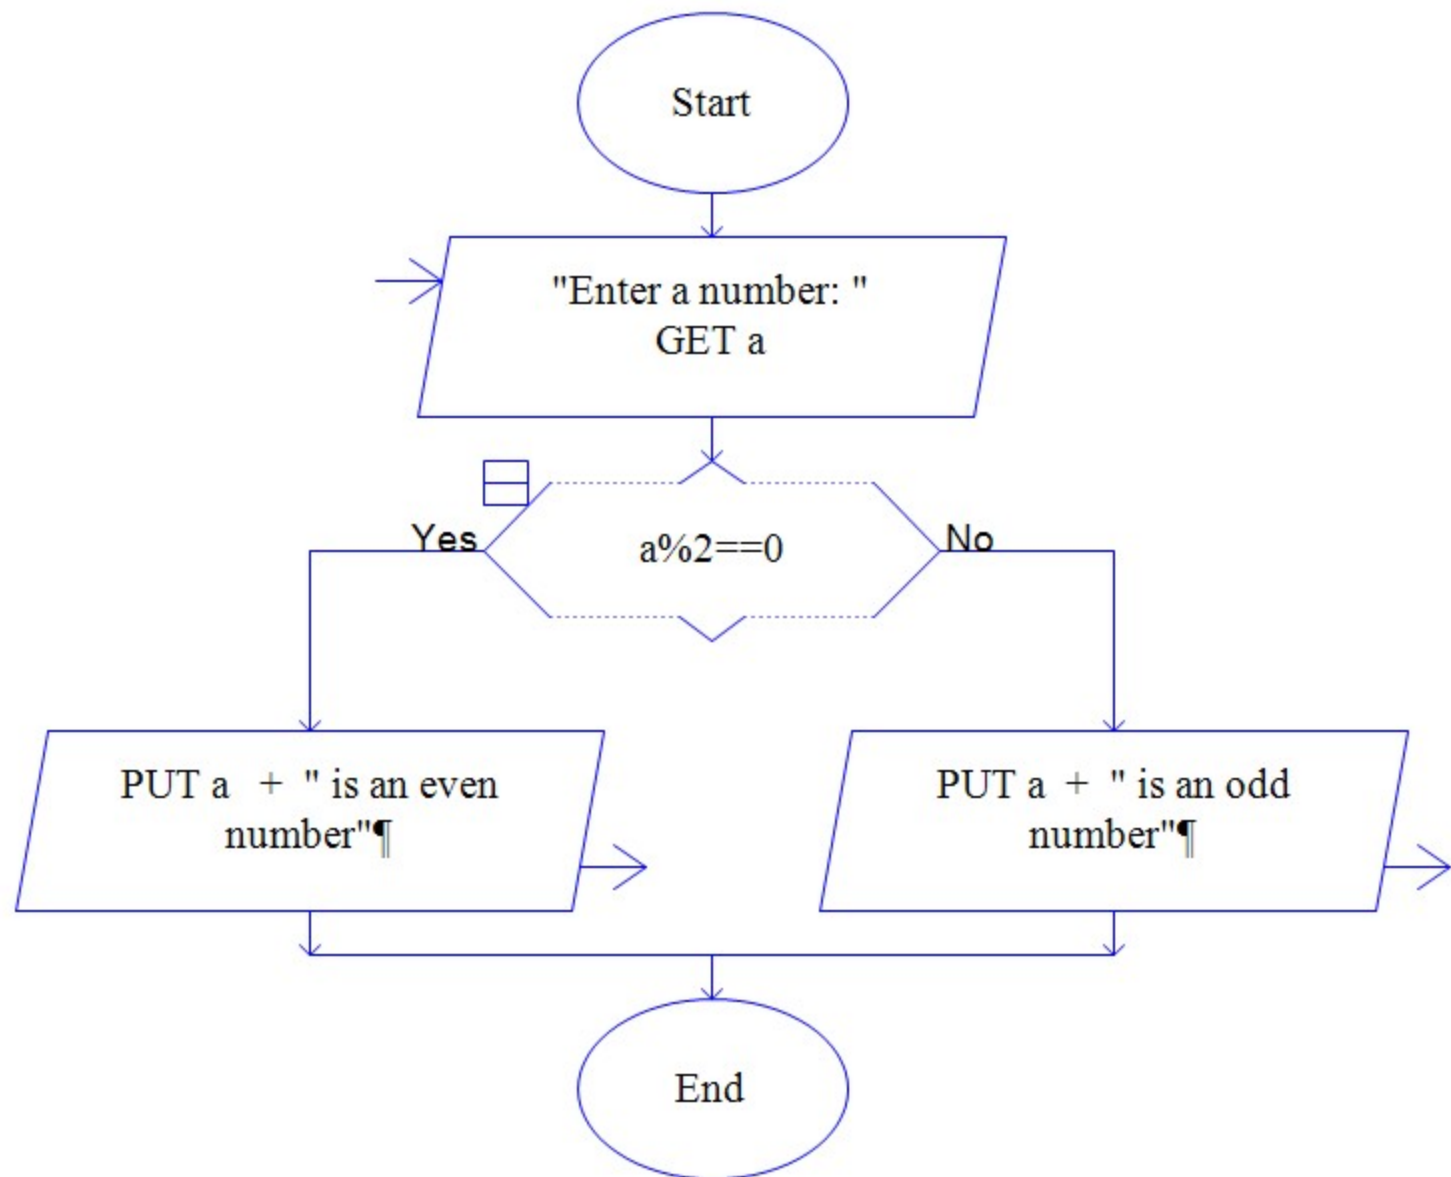 Start
"Enter a number: "
GET a
Yes
a%2==0
No
PUT a   +  " is an even
number"¶
PUT a  +  " is an odd
number"¶
End